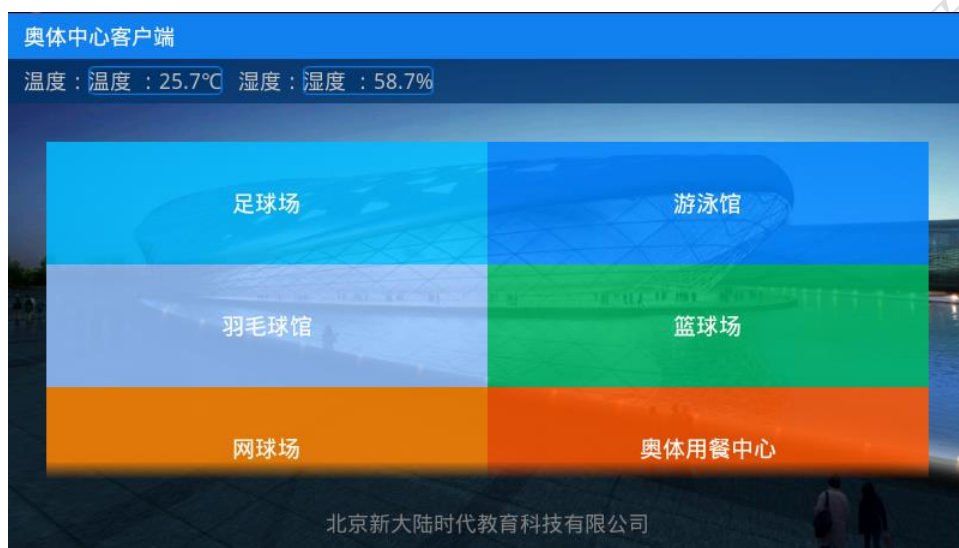 奥体中心客户端
温度：温度 ：25.7℃ 湿度：湿度 ：58.7%
足球场 游泳馆
羽毛球馆 篮球场
网球场 奥体用餐中心
北京新大陆时代教育科技有限公司